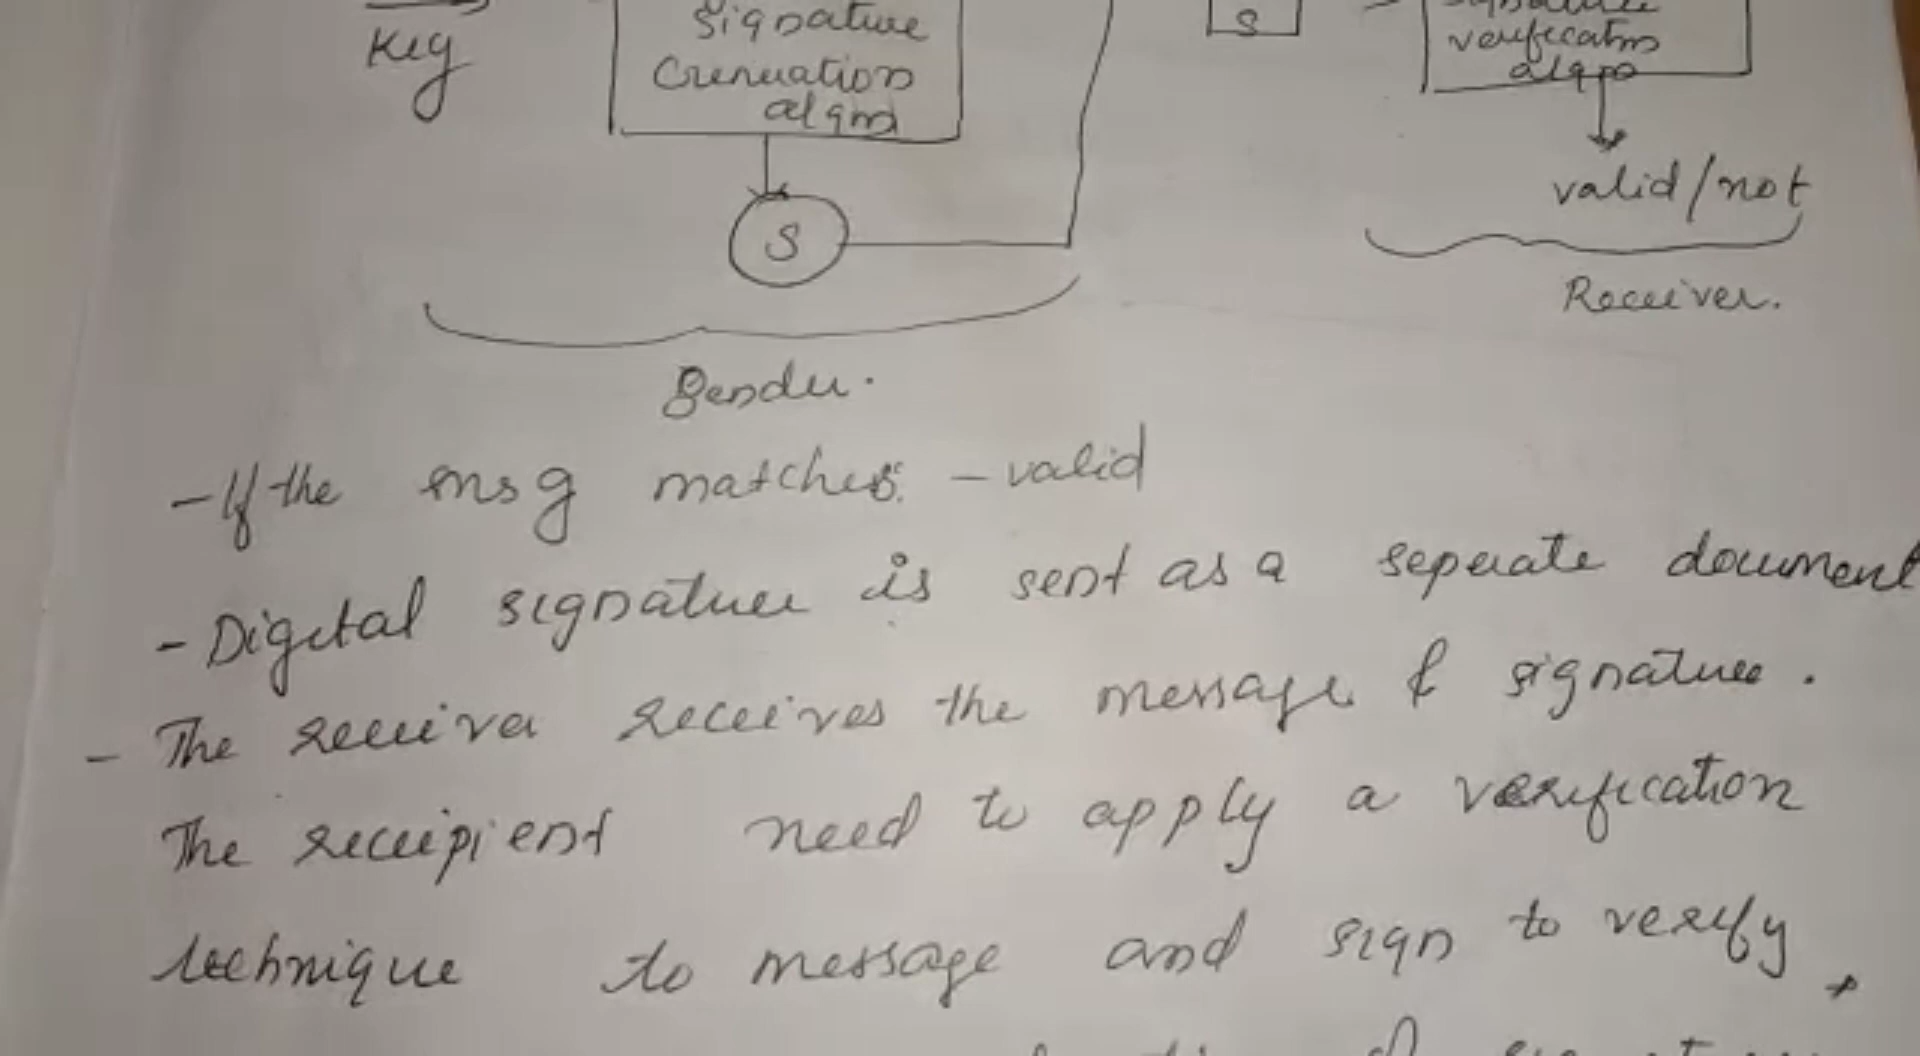 Key
Signature
algm
S
S
verification
algo
valid/not
Receiver.
Sender.
- If the msg matches. - valid
- Digital signature is sent as a seperate document
- The receiver receives the message & signature.
The receipient need to apply a verification
technique to message and sign to verify